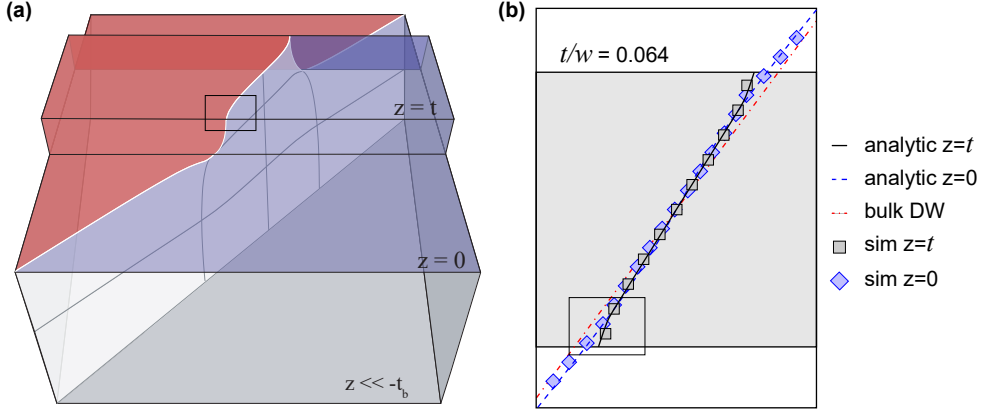 (a)
z = t
z = 0
z << -t_b
(b)
t/w = 0.064
analytic z=t
analytic z=0
bulk DW
sim z=t
sim z=0